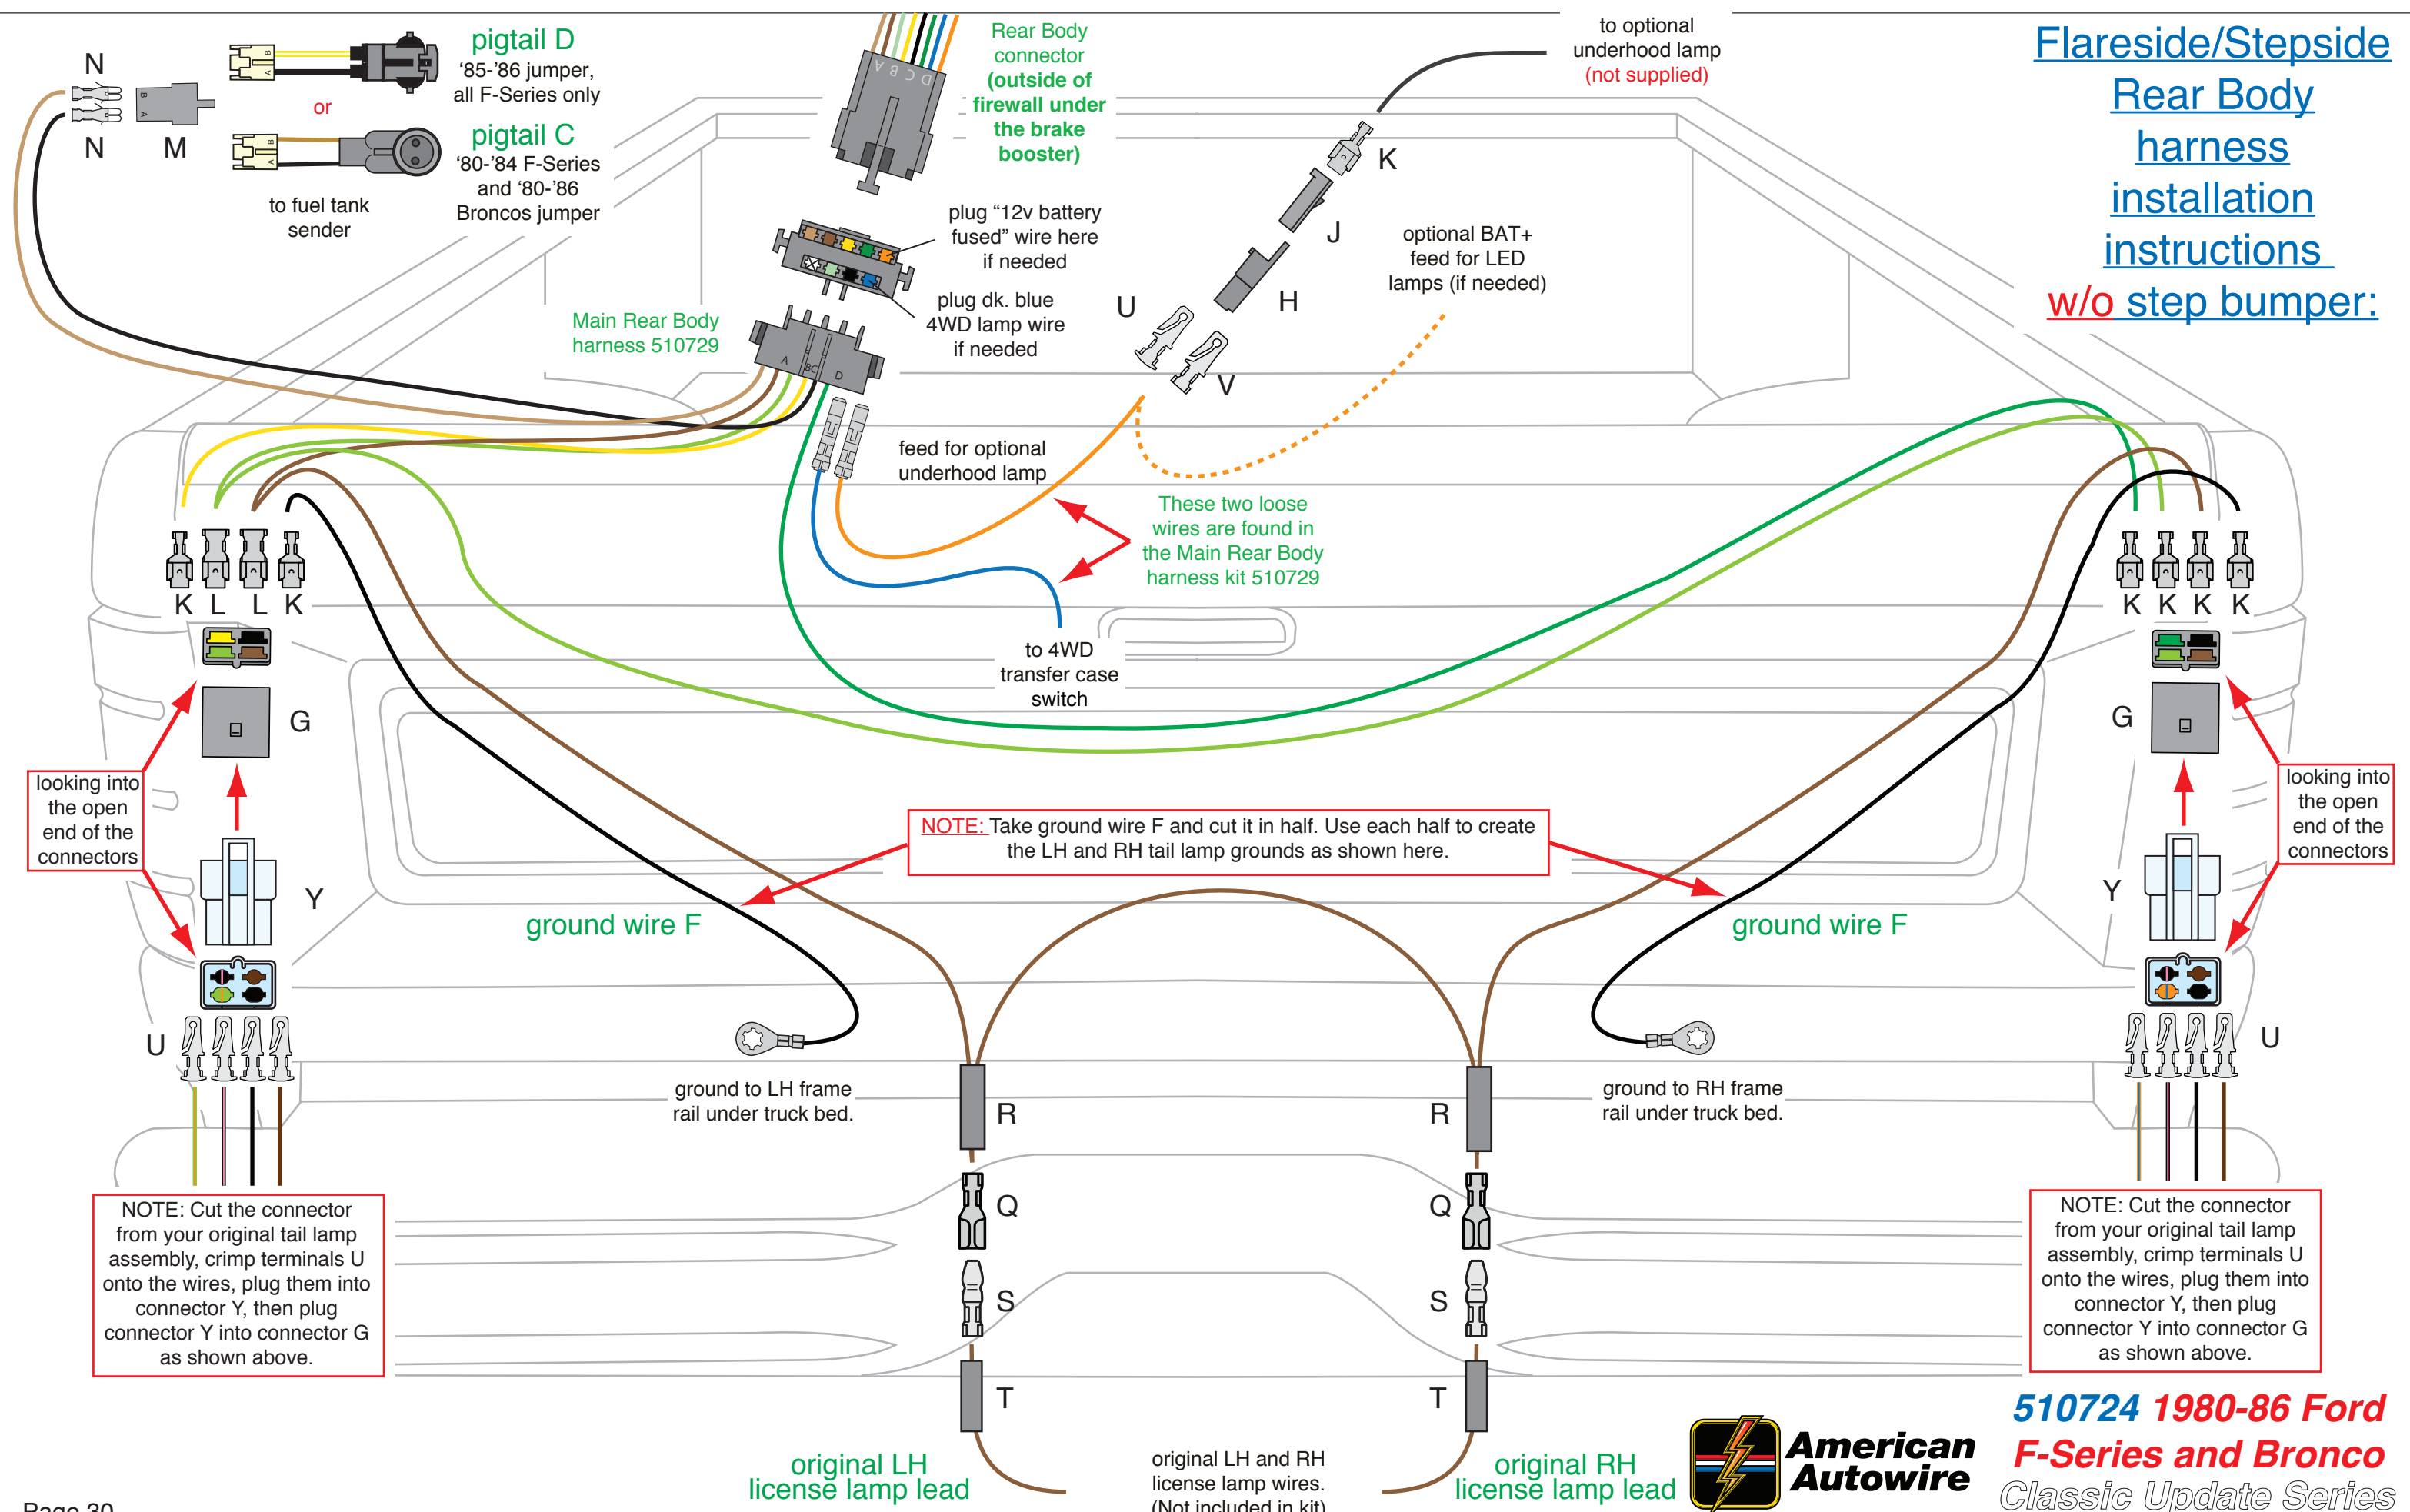 Flareside/Stepside
Rear Body
harness
installation
instructions
w/o step bumper:
N
N
M
B
A
B
A
B
A
pigtail D
‘85-’86 jumper,
all F-Series only
or
pigtail C
‘80-’84 F-Series
and ‘80-’86
Broncos jumper
to fuel tank
sender
A B C D
Rear Body
connector
(outside of
firewall under
the brake
booster)
to optional
underhood lamp
(not supplied)
K
J
H
U
V
plug “12v battery
fused” wire here
if needed
plug dk. blue
4WD lamp wire
if needed
optional BAT+
feed for LED
lamps (if needed)
Main Rear Body
harness 510729
A
BC
D
feed for optional
underhood lamp
These two loose
wires are found in
the Main Rear Body
harness kit 510729
to 4WD
transfer case
switch
K L L K
K K K K
G
G
looking into
the open
end of the
connectors
looking into
the open
end of the
connectors
Y
Y
NOTE: Take ground wire F and cut it in half. Use each half to create
the LH and RH tail lamp grounds as shown here.
ground wire F
ground wire F
U
U
ground to LH frame
rail under truck bed.
ground to RH frame
rail under truck bed.
R
R
Q
Q
S
S
T
T
NOTE: Cut the connector
from your original tail lamp
assembly, crimp terminals U
onto the wires, plug them into
connector Y, then plug
connector Y into connector G
as shown above.
NOTE: Cut the connector
from your original tail lamp
assembly, crimp terminals U
onto the wires, plug them into
connector Y, then plug
connector Y into connector G
as shown above.
original LH
license lamp lead
original LH and RH
license lamp wires.
(Not included in kit)
original RH
license lamp lead
American
Autowire
510724 1980-86 Ford
F-Series and Bronco
Classic Update Series
Page 30